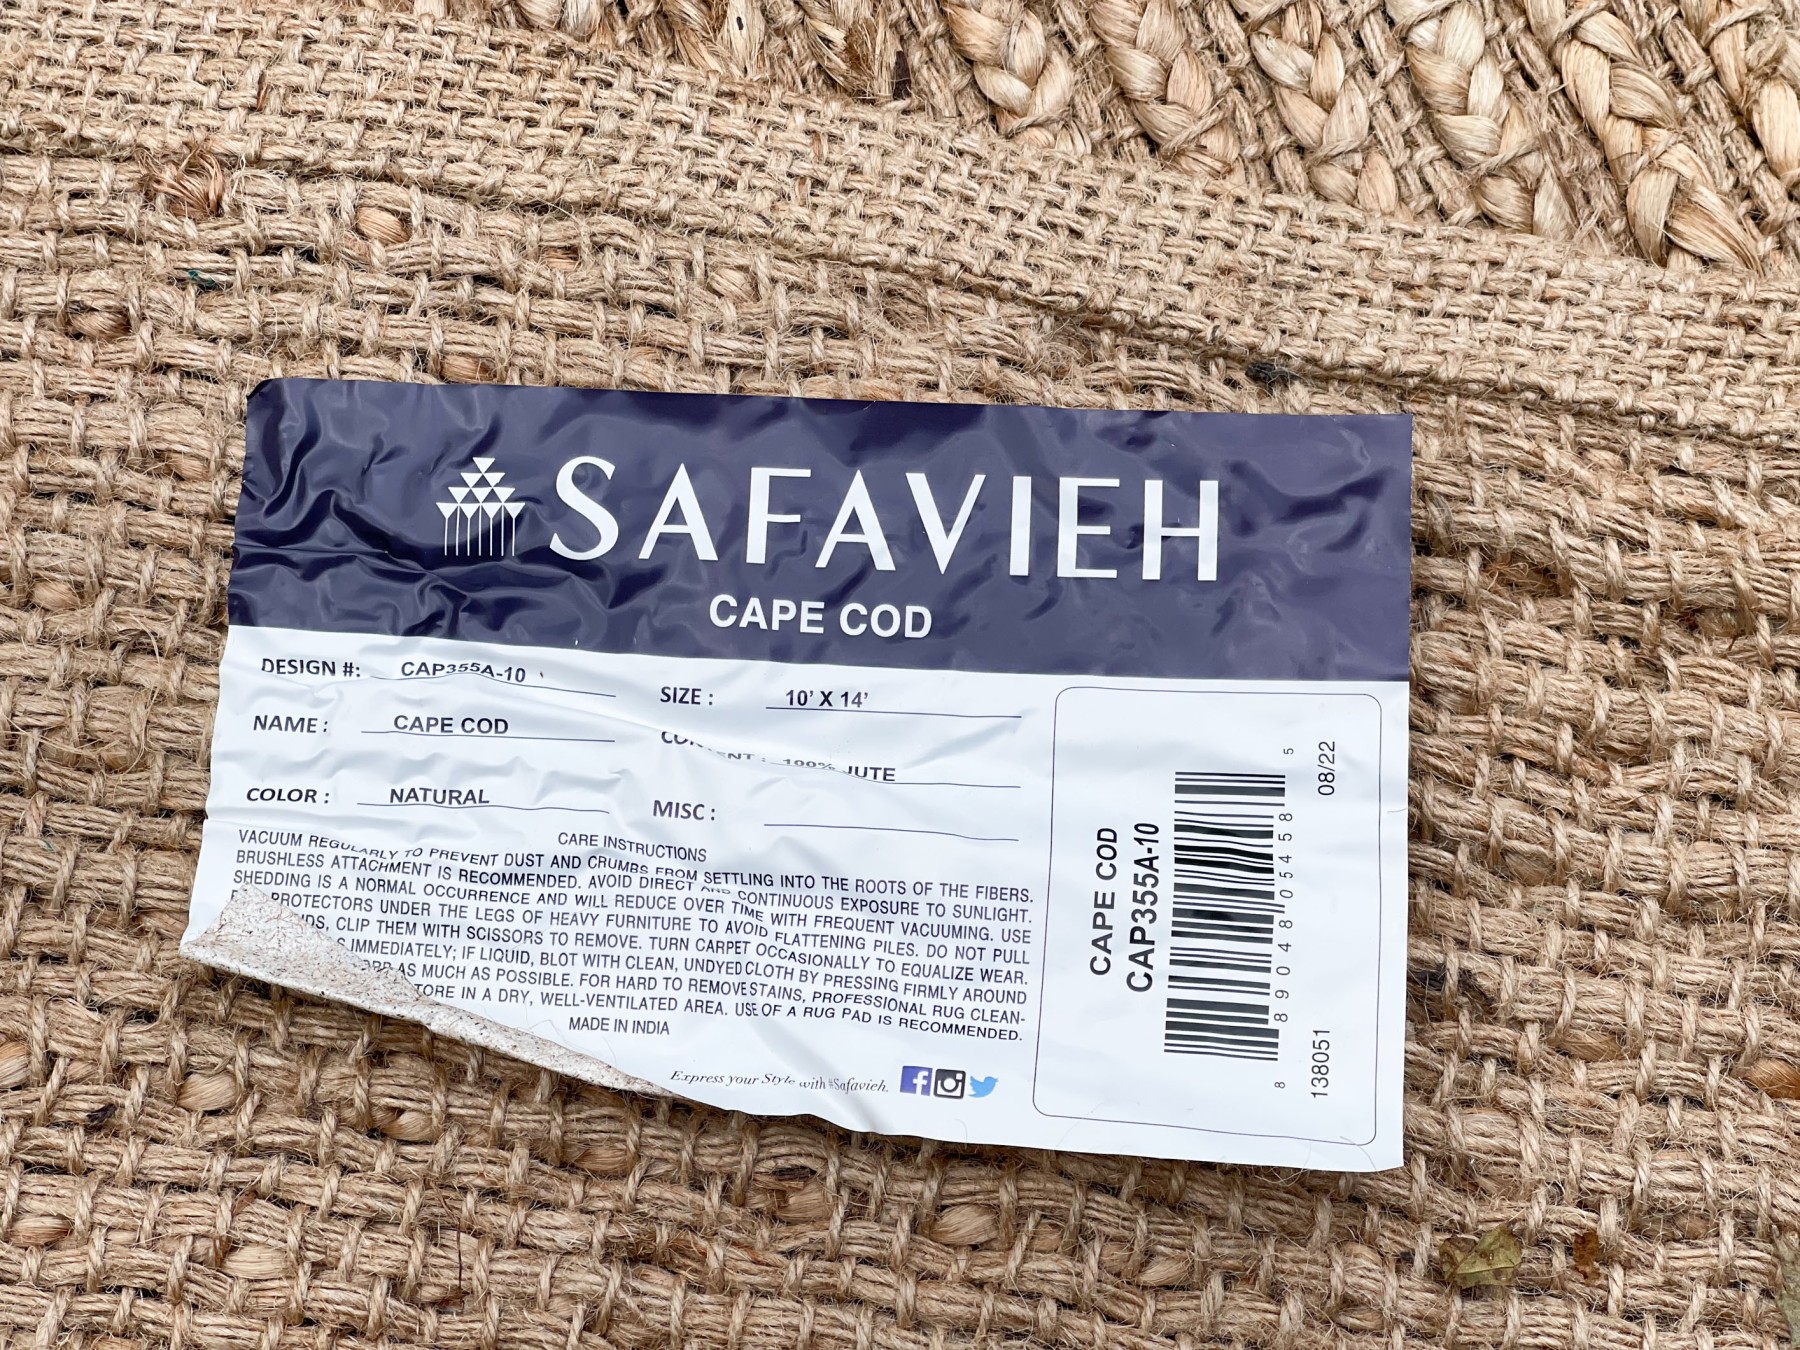 SAFAVIEH
CAPE COD
DESIGN #: CAP355A-10
SIZE : 10' X 14'
NAME : CAPE COD
CONTENT : 100% JUTE
COLOR : NATURAL
MISC :
CARE INSTRUCTIONS
VACUUM REGULARLY TO PREVENT DUST AND CRUMBS FROM SETTLING INTO THE ROOTS OF THE FIBERS.
BRUSHLESS ATTACHMENT IS RECOMMENDED. AVOID DIRECT AND CONTINUOUS EXPOSURE TO SUNLIGHT.
SHEDDING IS A NORMAL OCCURRENCE AND WILL REDUCE OVER TIME WITH FREQUENT VACUUMING. USE
PROTECTORS UNDER THE LEGS OF HEAVY FURNITURE TO AVOID FLATTENING PILES. DO NOT PULL
CLIP THEM WITH SCISSORS TO REMOVE. TURN CARPET OCCASIONALLY TO EQUALIZE WEAR.
IMMEDIATELY; IF LIQUID, BLOT WITH CLEAN, UNDYED CLOTH BY PRESSING FIRMLY AROUND
AS MUCH AS POSSIBLE. FOR HARD TO REMOVE STAINS, PROFESSIONAL RUG CLEAN-
IN A DRY, WELL-VENTILATED AREA. USE OF A RUG PAD IS RECOMMENDED.
MADE IN INDIA
Express your Style with #Safavieh.
CAPE COD
CAP355A-10
8 89048 05458 5
138051
08/22